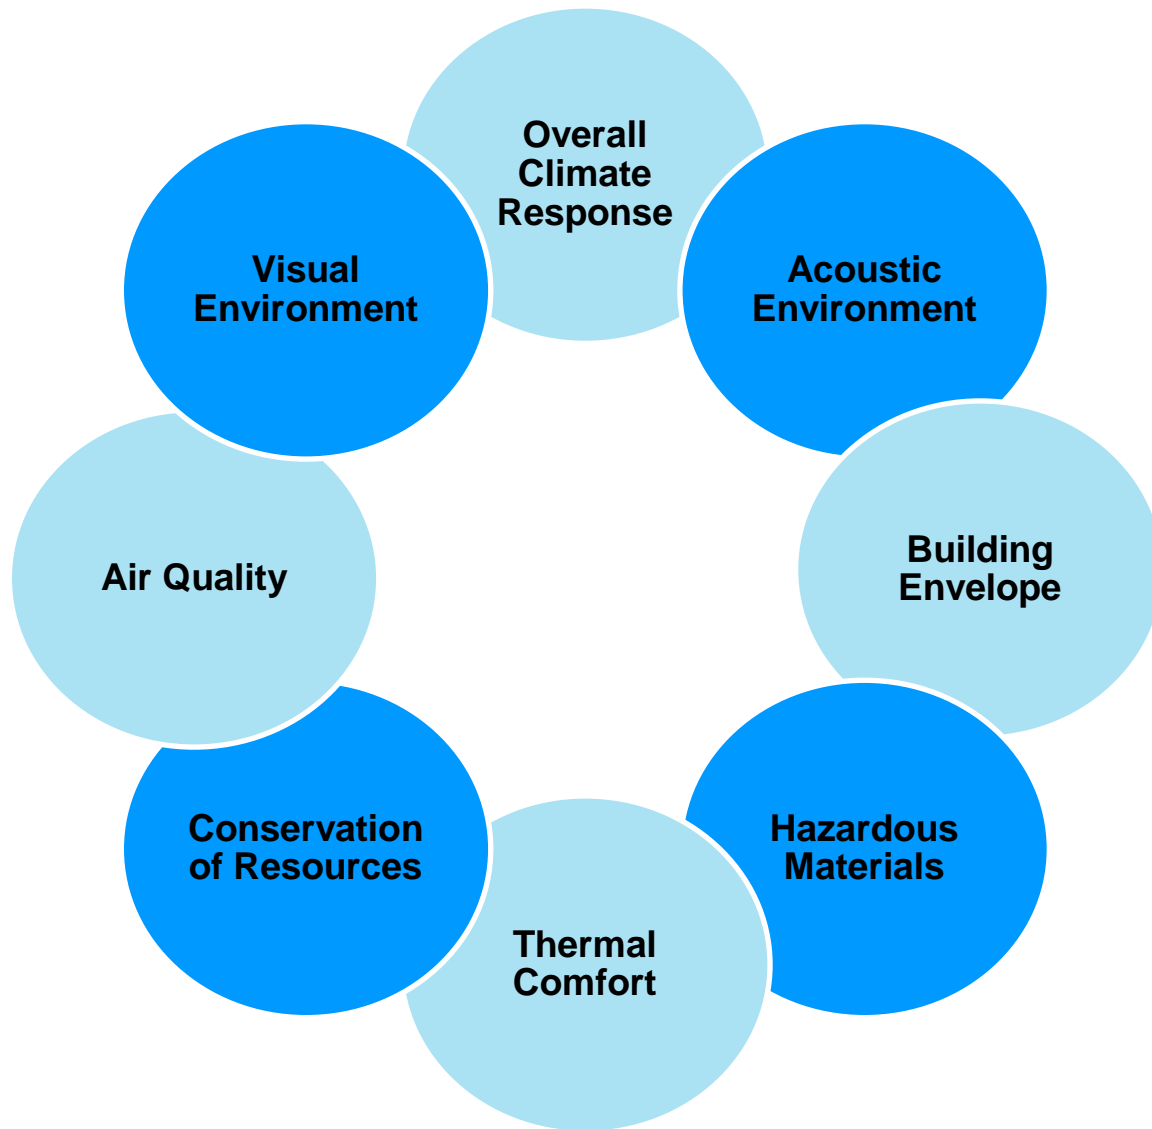 Overall
Climate
Response
Visual
Environment
Acoustic
Environment
Air Quality
Building
Envelope
Conservation
of Resources
Hazardous
Materials
Thermal
Comfort